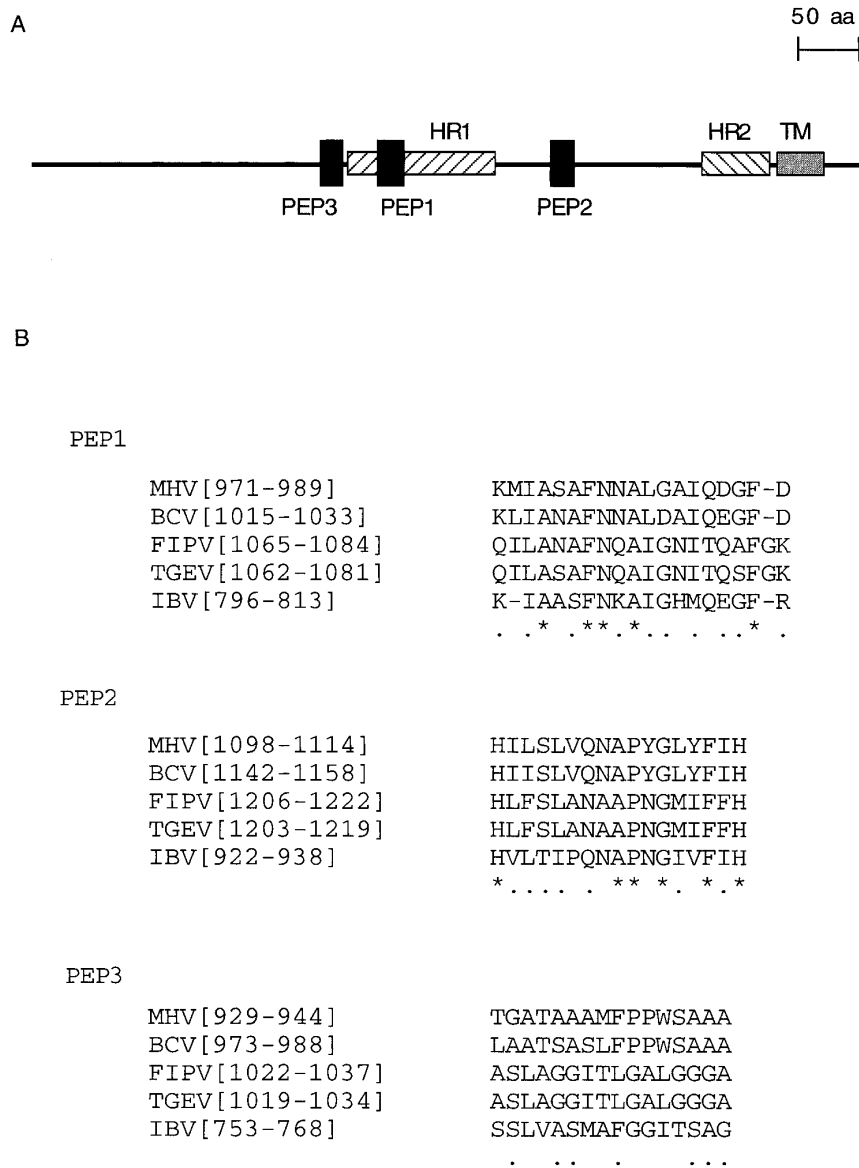 A
50 aa
HR1
HR2
TM
PEP3
PEP1
PEP2
B
PEP1
MHV[971-989] KMIASAFNNALGAIQDGF-D
BCV[1015-1033] KLIANAFNNALDAIQEGF-D
FIPV[1065-1084] QILANAFNQAIGNITQAFGK
TGEV[1062-1081] QILASAFNQAIGNITQSFGK
IBV[796-813] K-IAASFNKAIGHMQEGF-R
. .* .**.*.. . . * .
PEP2
MHV[1098-1114] HILSLVQNAPYGLYFIH
BCV[1142-1158] HIISLVQNAPYGLYFIH
FIPV[1206-1222] HLFSLANAAPNGMIFFH
TGEV[1203-1219] HLFSLANAAPNGMIFFH
IBV[922-938] HVLTIPQNAPNGIVFIH
*.... . ** *. *.*
PEP3
MHV[929-944] TGATAAAMFPPWSAAA
BCV[973-988] LAATSASLFPPWSAAA
FIPV[1022-1037] ASLAGGITLGALGGGA
TGEV[1019-1034] ASLAGGITLGALGGGA
IBV[753-768] SSLVASMAFGGITSAG
. .. . ...